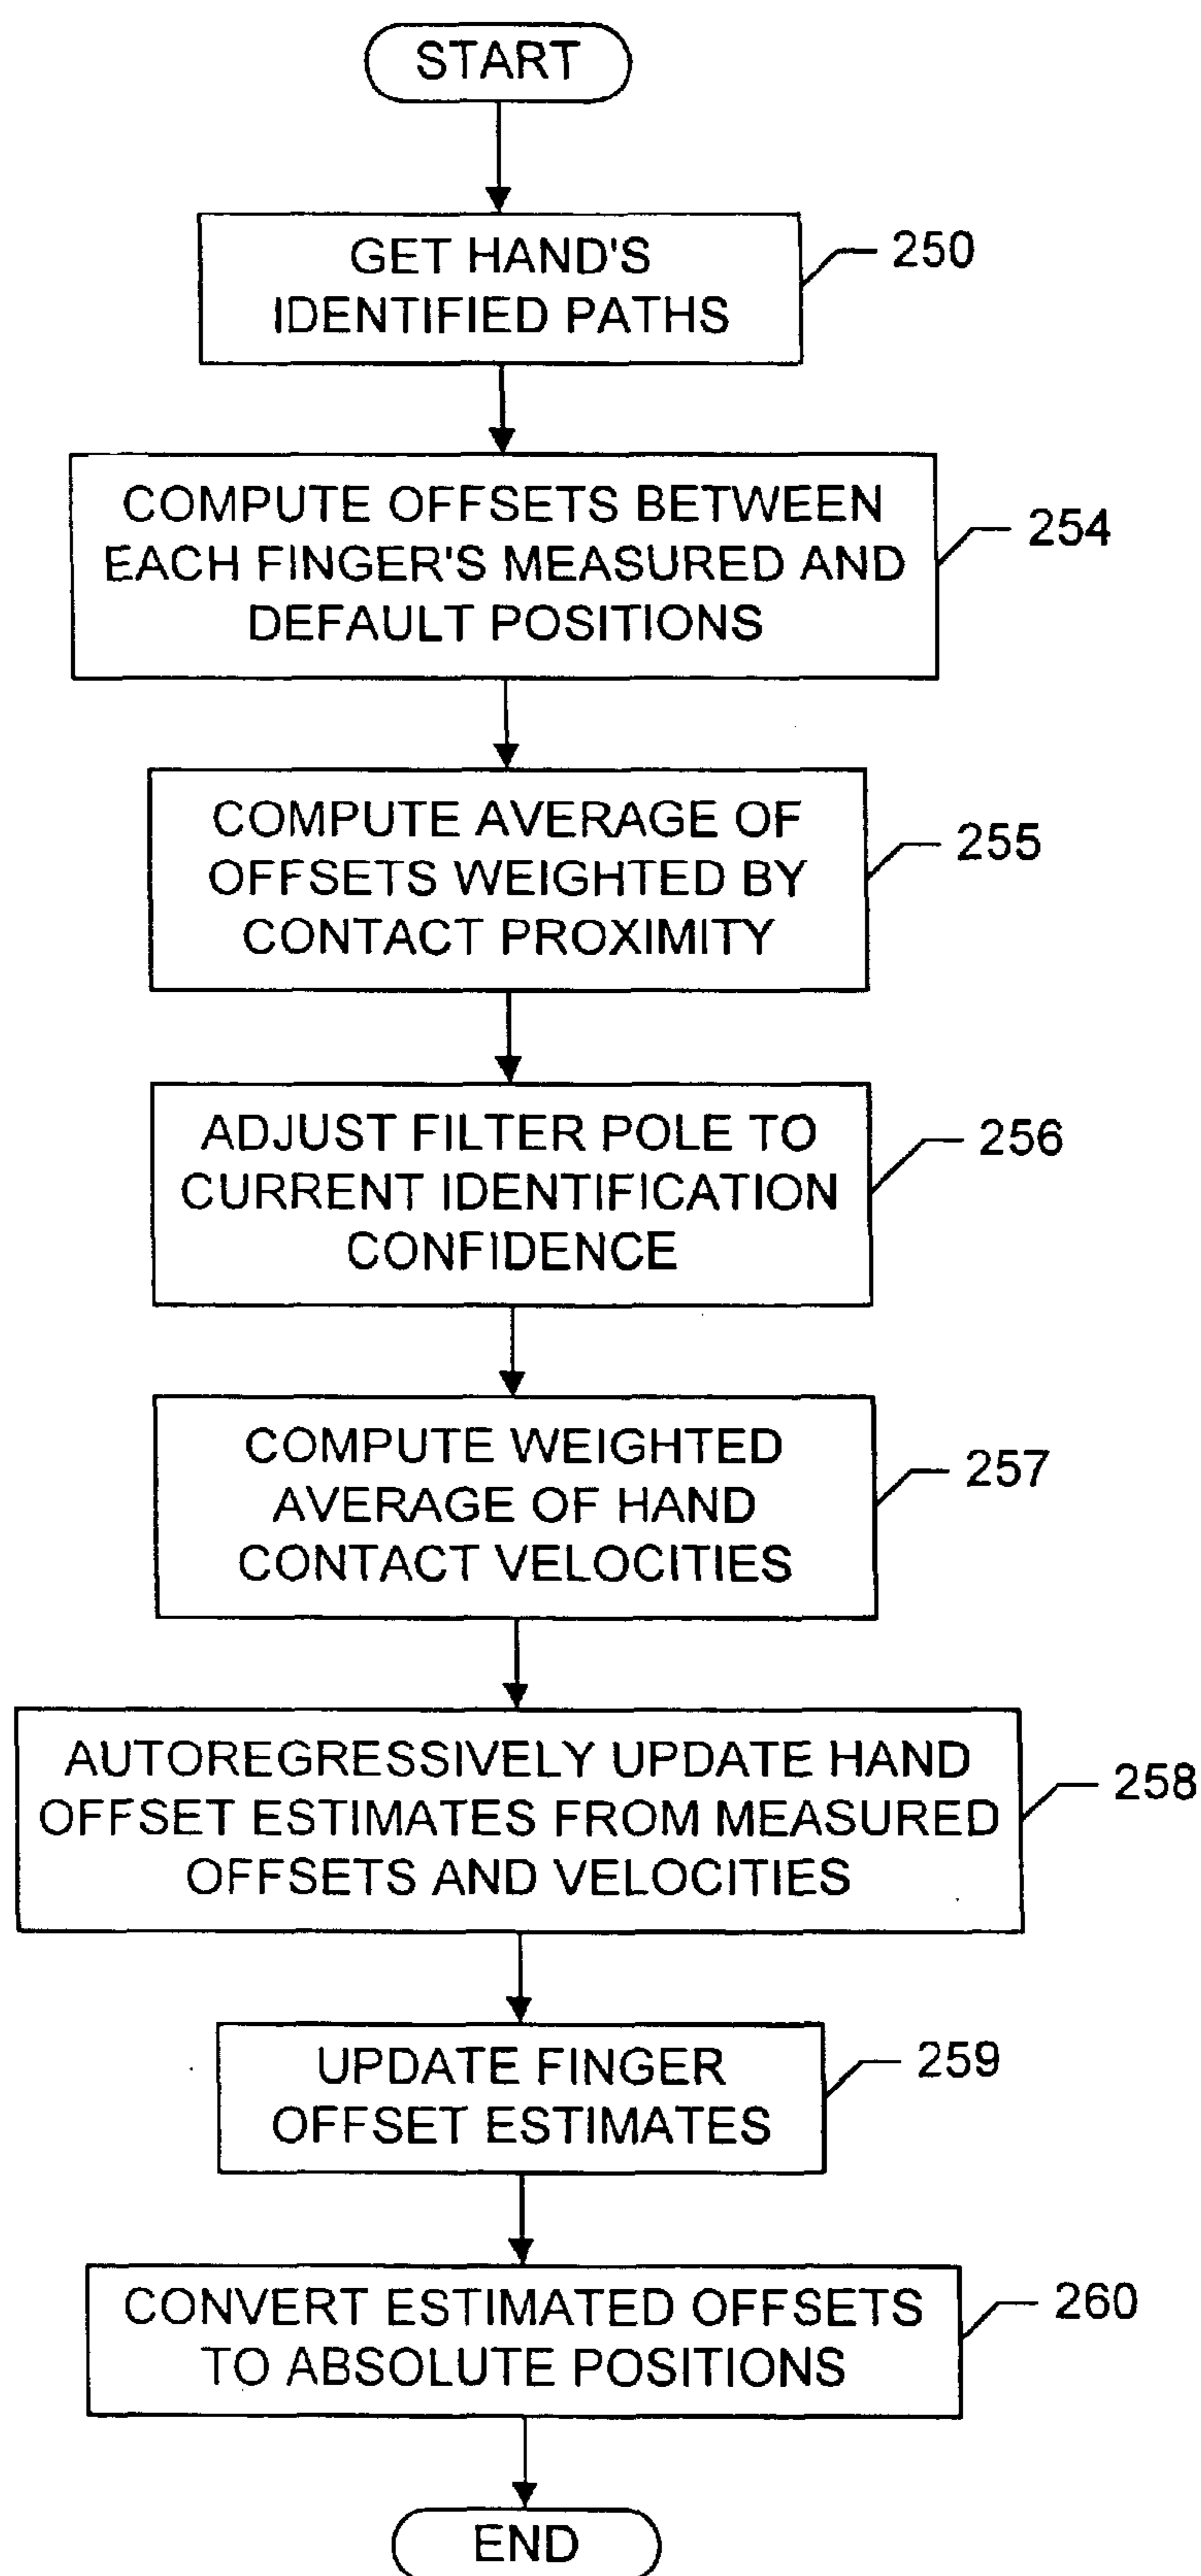 START
GET HAND'S
IDENTIFIED PATHS
250
COMPUTE OFFSETS BETWEEN
EACH FINGER'S MEASURED AND
DEFAULT POSITIONS
254
COMPUTE AVERAGE OF
OFFSETS WEIGHTED BY
CONTACT PROXIMITY
255
ADJUST FILTER POLE TO
CURRENT IDENTIFICATION
CONFIDENCE
256
COMPUTE WEIGHTED
AVERAGE OF HAND
CONTACT VELOCITIES
257
AUTOREGRESSIVELY UPDATE HAND
OFFSET ESTIMATES FROM MEASURED
OFFSETS AND VELOCITIES
258
UPDATE FINGER
OFFSET ESTIMATES
259
CONVERT ESTIMATED OFFSETS
TO ABSOLUTE POSITIONS
260
END